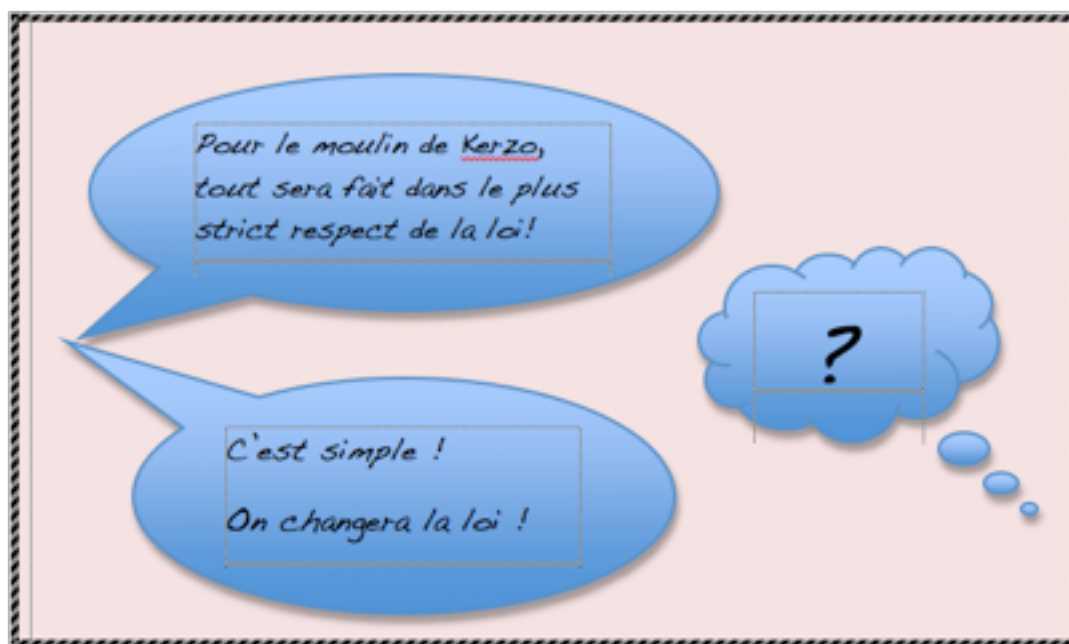 Pour le moulin de Kerzo,
tout sera fait dans le plus
strict respect de la loi!
?
C'est simple !
On changera la loi !